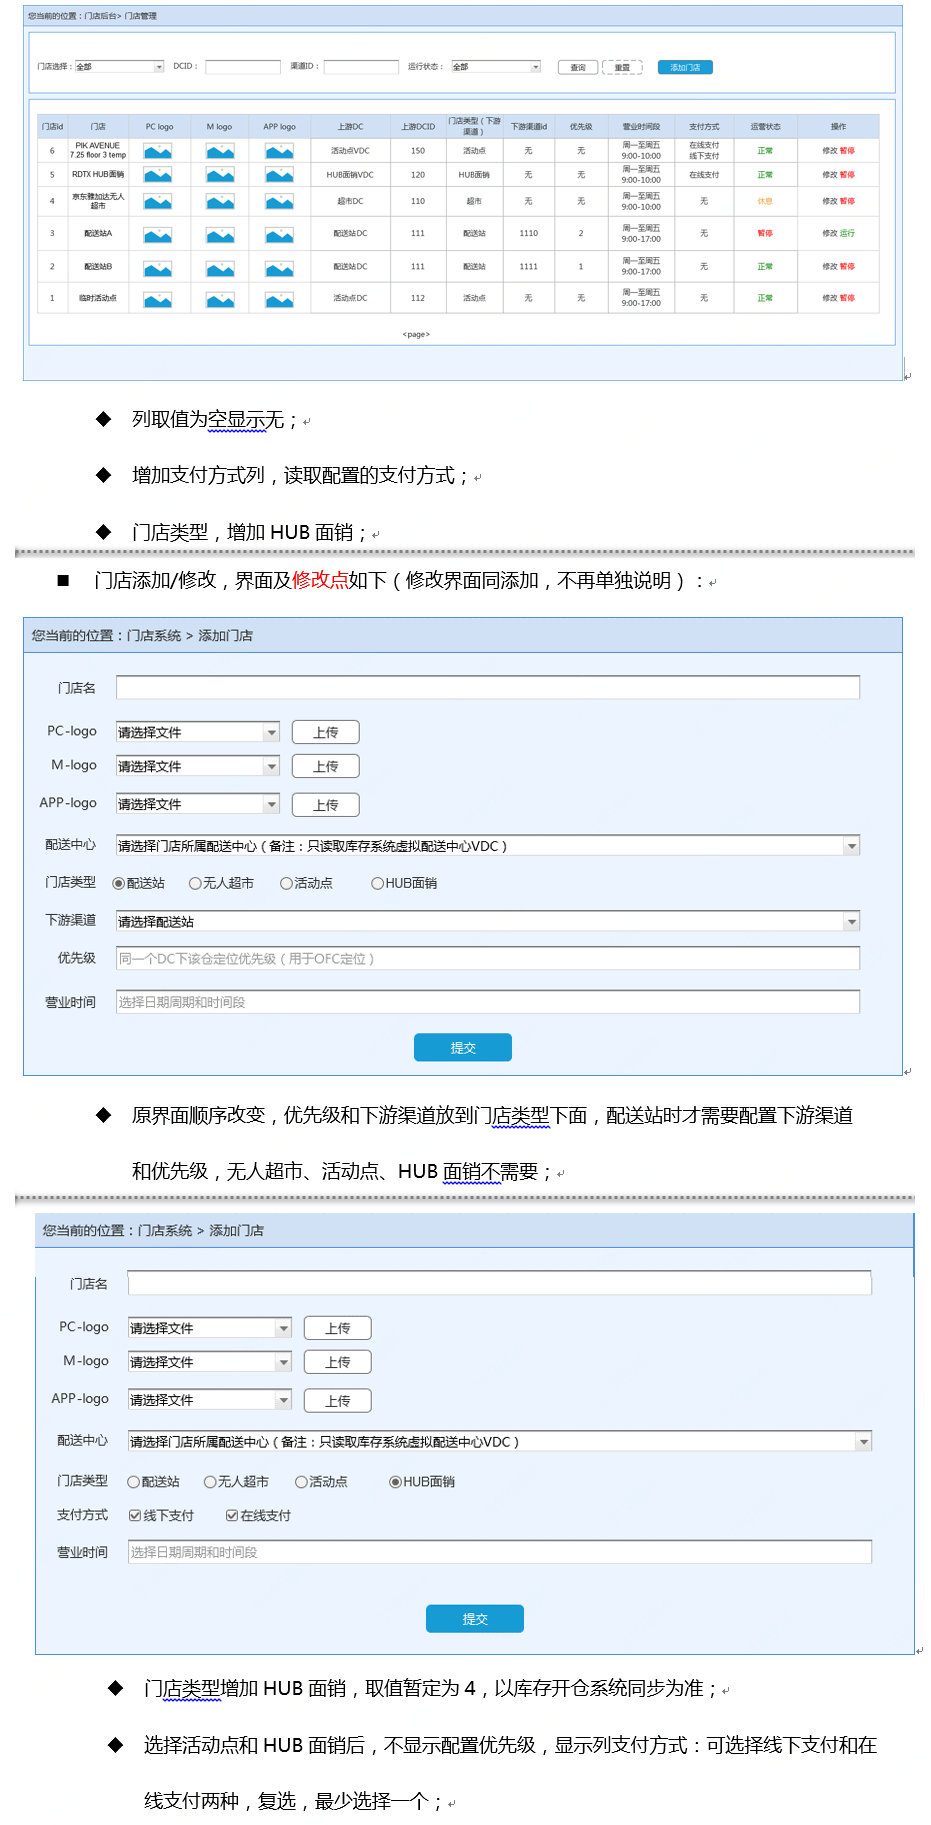 您当前的位置：门店后台> 门店管理
门店选择： 全部 DCID： 渠道ID： 运行状态： 全部 查询 重置 添加门店
门店id 门店 PC logo M logo APP logo 上游DC 上游DCID 门店类型（下游渠道） 下游渠道id 优先级 营业时间段 支付方式 运营状态 操作
6 PIK AVENUE 7.25 floor 3 temp 活动点VDC 150 活动点 无 无 周一至周五 9:00-10:00 在线支付 线下支付 正常 修改 暂停
5 RDTX HUB面销 HUB面销VDC 120 HUB面销 无 无 周一至周五 9:00-10:00 在线支付 正常 修改 暂停
4 京东雅加达无人超市 超市DC 110 超市 无 无 周一至周五 9:00-10:00 无 休息 修改 暂停
3 配送站A 配送站DC 111 配送站 1110 2 周一至周五 9:00-17:00 无 暂停 修改 运行
2 配送站B 配送站DC 111 配送站 1111 1 周一至周五 9:00-17:00 无 正常 修改 暂停
1 临时活动点 活动点DC 112 活动点 无 无 周一至周五 9:00-17:00 无 正常 修改 暂停
<page>
◆ 列取值为空显示无；
◆ 增加支付方式列，读取配置的支付方式；
◆ 门店类型，增加 HUB 面销；
■ 门店添加/修改，界面及修改点如下（修改界面同添加，不再单独说明）：
您当前的位置：门店系统 > 添加门店
门店名
PC-logo 请选择文件 上传
M-logo 请选择文件 上传
APP-logo 请选择文件 上传
配送中心 请选择门店所属配送中心（备注：只读取库存系统虚拟配送中心VDC）
门店类型 配送站 无人超市 活动点 HUB面销
下游渠道 请选择配送站
优先级 同一个DC下该仓定位优先级（用于OFC定位）
营业时间 选择日期周期和时间段
提交
◆ 原界面顺序改变，优先级和下游渠道放到门店类型下面，配送站时才需要配置下游渠道
和优先级，无人超市、活动点、HUB 面销不需要；
您当前的位置：门店系统 > 添加门店
门店名
PC-logo 请选择文件 上传
M-logo 请选择文件 上传
APP-logo 请选择文件 上传
配送中心 请选择门店所属配送中心（备注：只读取库存系统虚拟配送中心VDC）
门店类型 配送站 无人超市 活动点 HUB面销
支付方式 线下支付 在线支付
营业时间 选择日期周期和时间段
提交
◆ 门店类型增加 HUB 面销，取值暂定为 4，以库存开仓系统同步为准；
◆ 选择活动点和 HUB 面销后，不显示配置优先级，显示列支付方式：可选择线下支付和在
线支付两种，复选，最少选择一个；